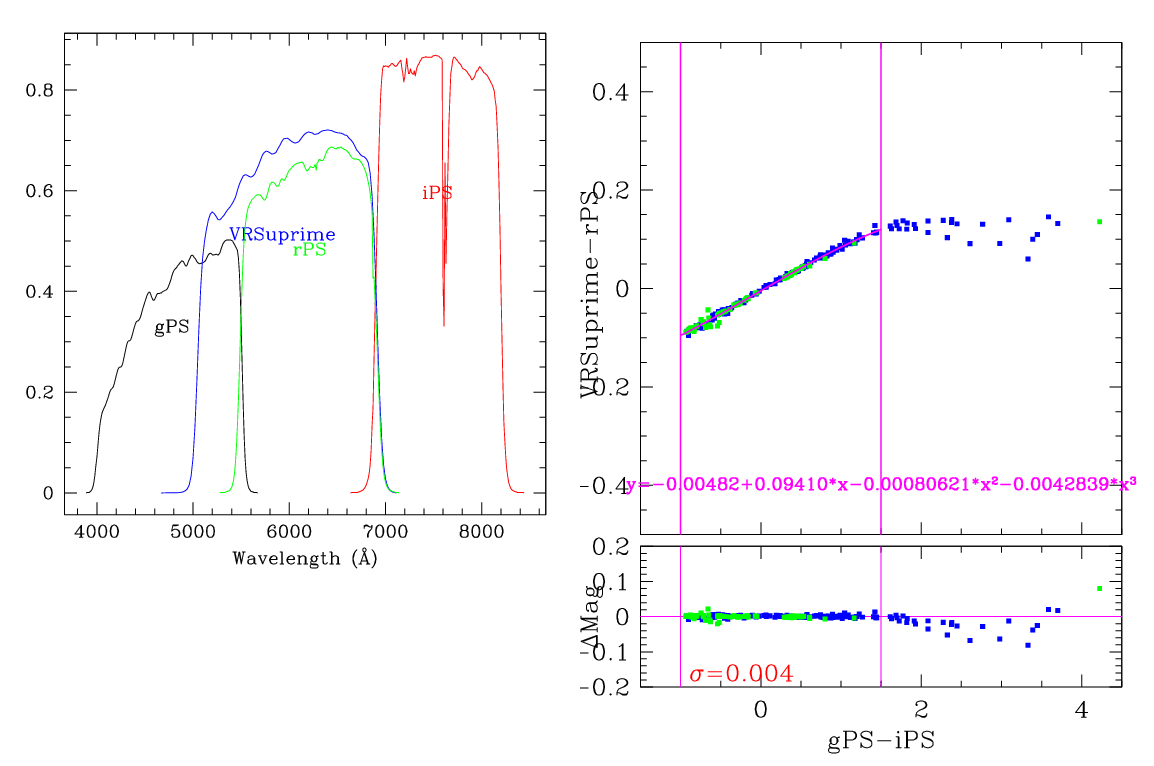 0.8
0.6
0.4
0.2
0
iPS
VRSuprime
rPS
gPS
4000 5000 6000 7000 8000
Wavelength (Å)
0.4
0.2
0
-0.2
-0.4
VRSuprime-rPS
y=-0.00482+0.09410*x-0.00080621*x²-0.0042839*x³
0.2
0.1
0
-0.1
-0.2
ΔMag
σ=0.004
0 2 4
gPS-iPS